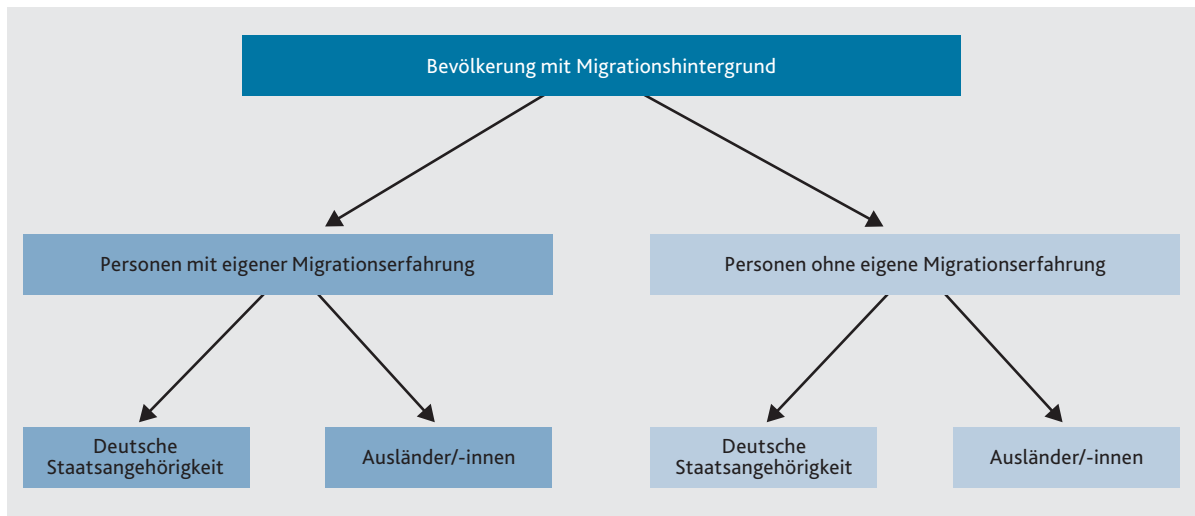 Bevölkerung mit Migrationshintergrund
Personen mit eigener Migrationserfahrung
Personen ohne eigene Migrationserfahrung
Deutsche
Staatsangehörigkeit
Ausländer/-innen
Deutsche
Staatsangehörigkeit
Ausländer/-innen